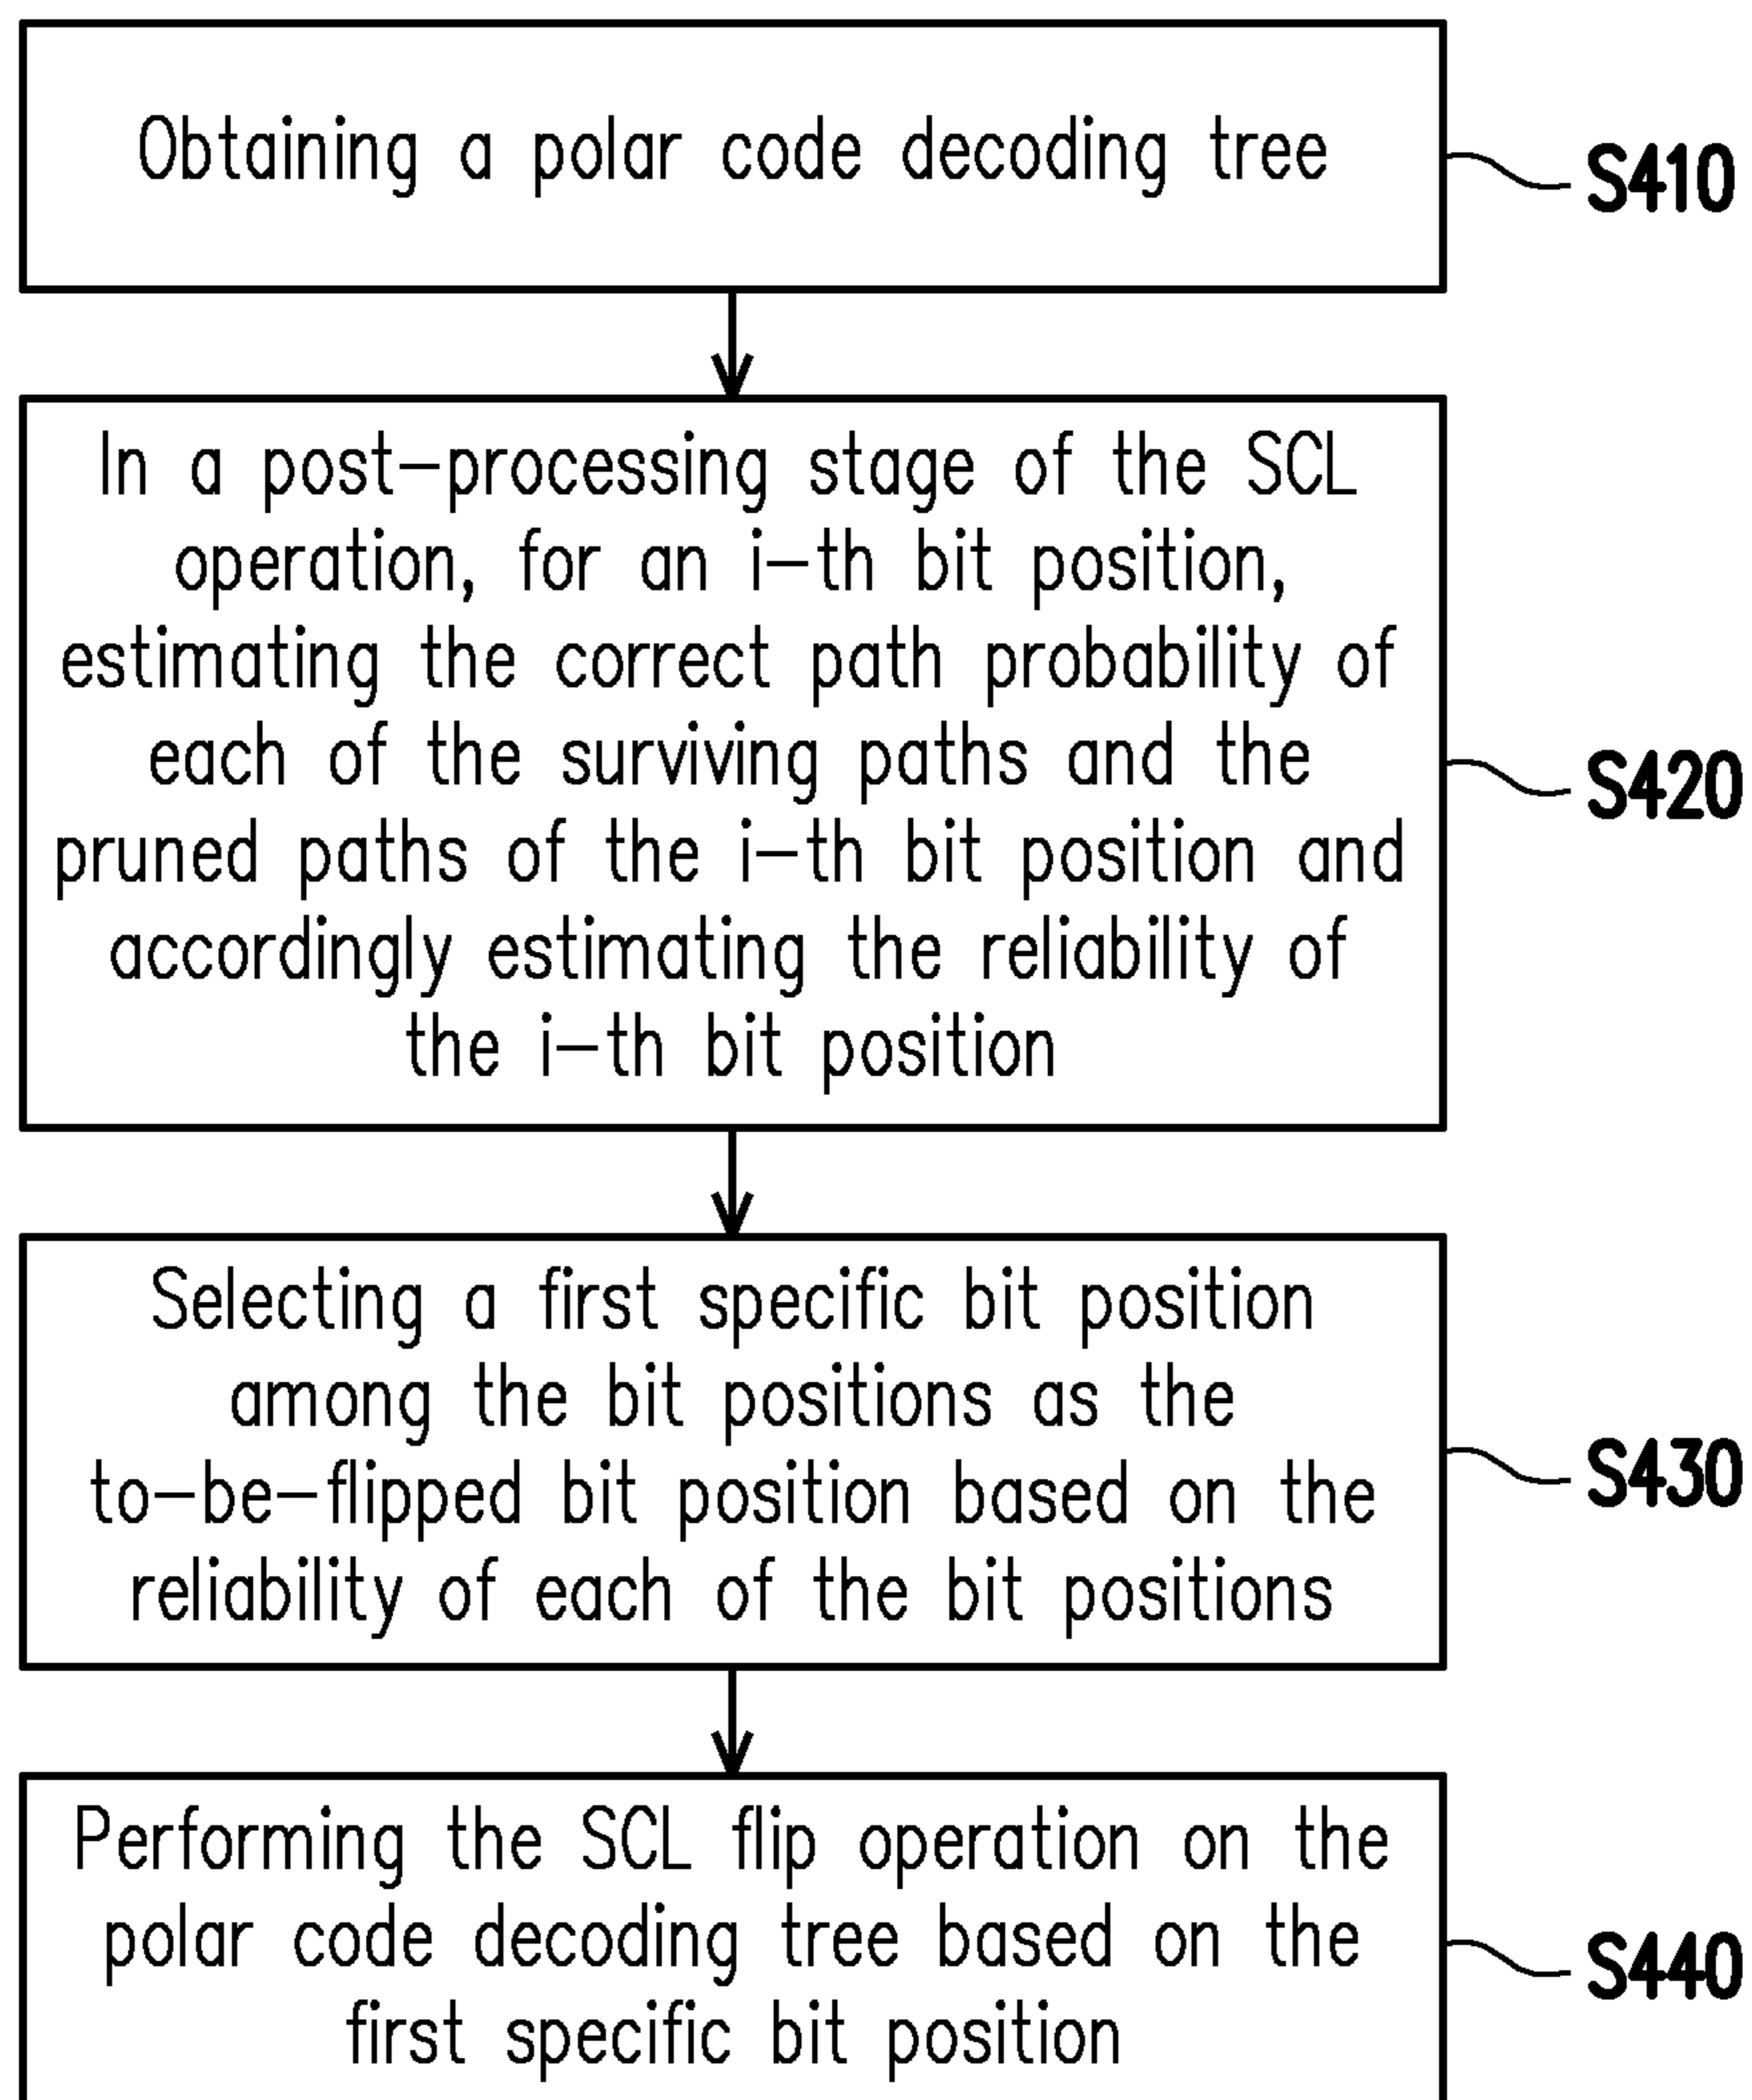 Obtaining a polar code decoding tree
S410
In a post-processing stage of the SCL
operation, for an i-th bit position,
estimating the correct path probability of
each of the surviving paths and the
pruned paths of the i-th bit position and
accordingly estimating the reliability of
the i-th bit position
S420
Selecting a first specific bit position
among the bit positions as the
to-be-flipped bit position based on the
reliability of each of the bit positions
S430
Performing the SCL flip operation on the
polar code decoding tree based on the
first specific bit position
S440